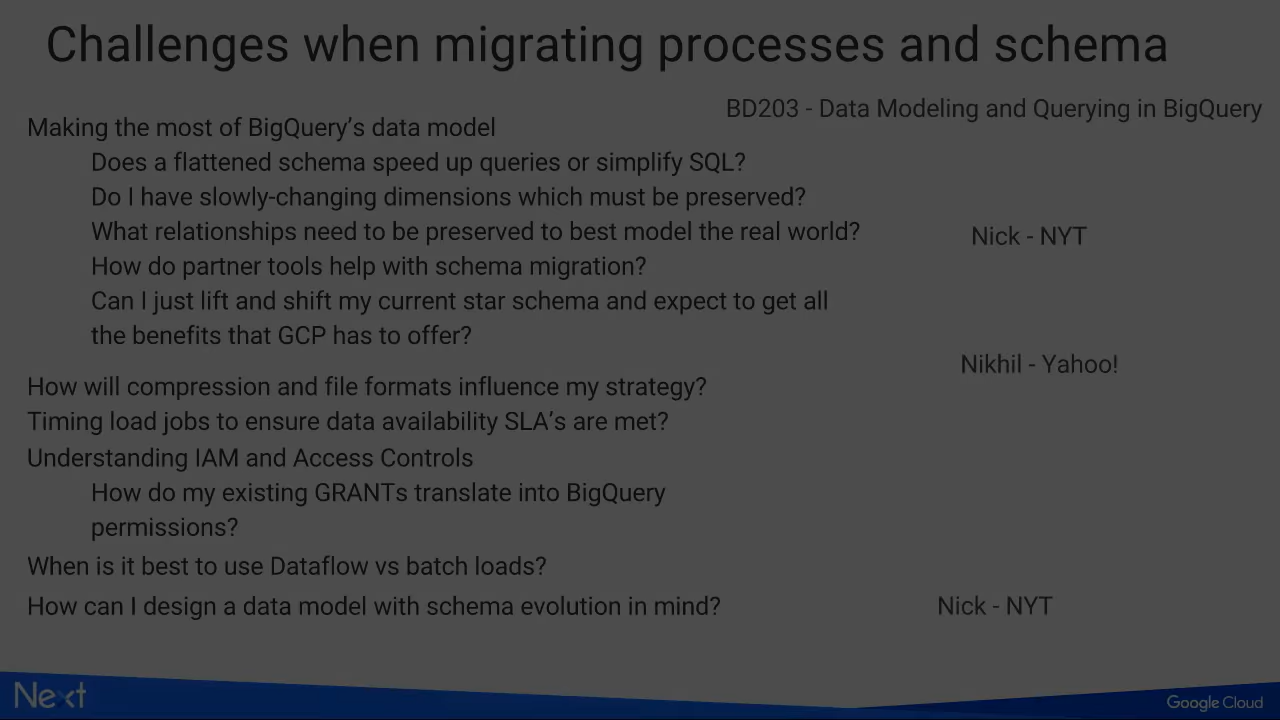 Challenges when migrating processes and schema
BD203 - Data Modeling and Querying in BigQuery
Making the most of BigQuery’s data model
Does a flattened schema speed up queries or simplify SQL?
Do I have slowly-changing dimensions which must be preserved?
What relationships need to be preserved to best model the real world?
Nick - NYT
How do partner tools help with schema migration?
Can I just lift and shift my current star schema and expect to get all
the benefits that GCP has to offer?
Nikhil - Yahoo!
How will compression and file formats influence my strategy?
Timing load jobs to ensure data availability SLA’s are met?
Understanding IAM and Access Controls
How do my existing GRANTs translate into BigQuery
permissions?
When is it best to use Dataflow vs batch loads?
How can I design a data model with schema evolution in mind?
Nick - NYT
Next
Google Cloud